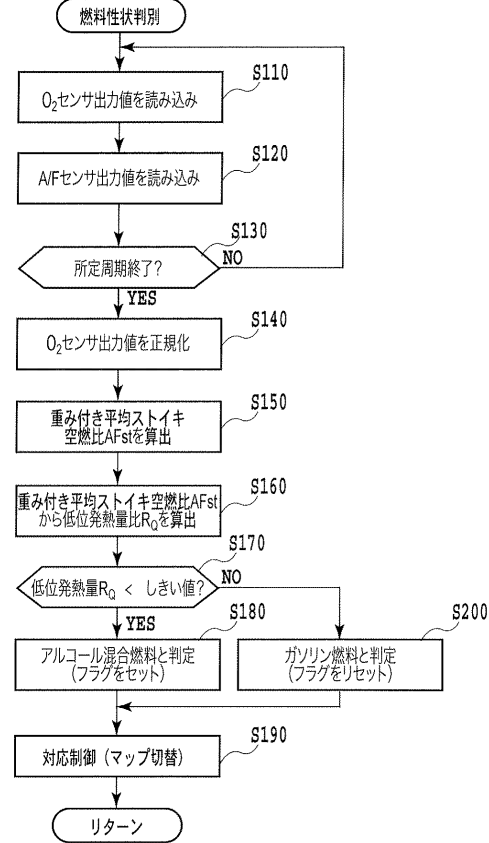 燃料性状判別
S110
O₂センサ出力値を読み込み
S120
A/Fセンサ出力値を読み込み
S130
所定周期終了?
NO
YES
S140
O₂センサ出力値を正規化
S150
重み付き平均ストイキ
空燃比AFstを算出
S160
重み付き平均ストイキ空燃比AFst
から低位発熱量比RQを算出
S170
低位発熱量RQ < しきい値?
NO
YES
S180
アルコール混合燃料と判定
(フラグをセット)
S200
ガソリン燃料と判定
(フラグをリセット)
S190
対応制御(マップ切替)
リターン